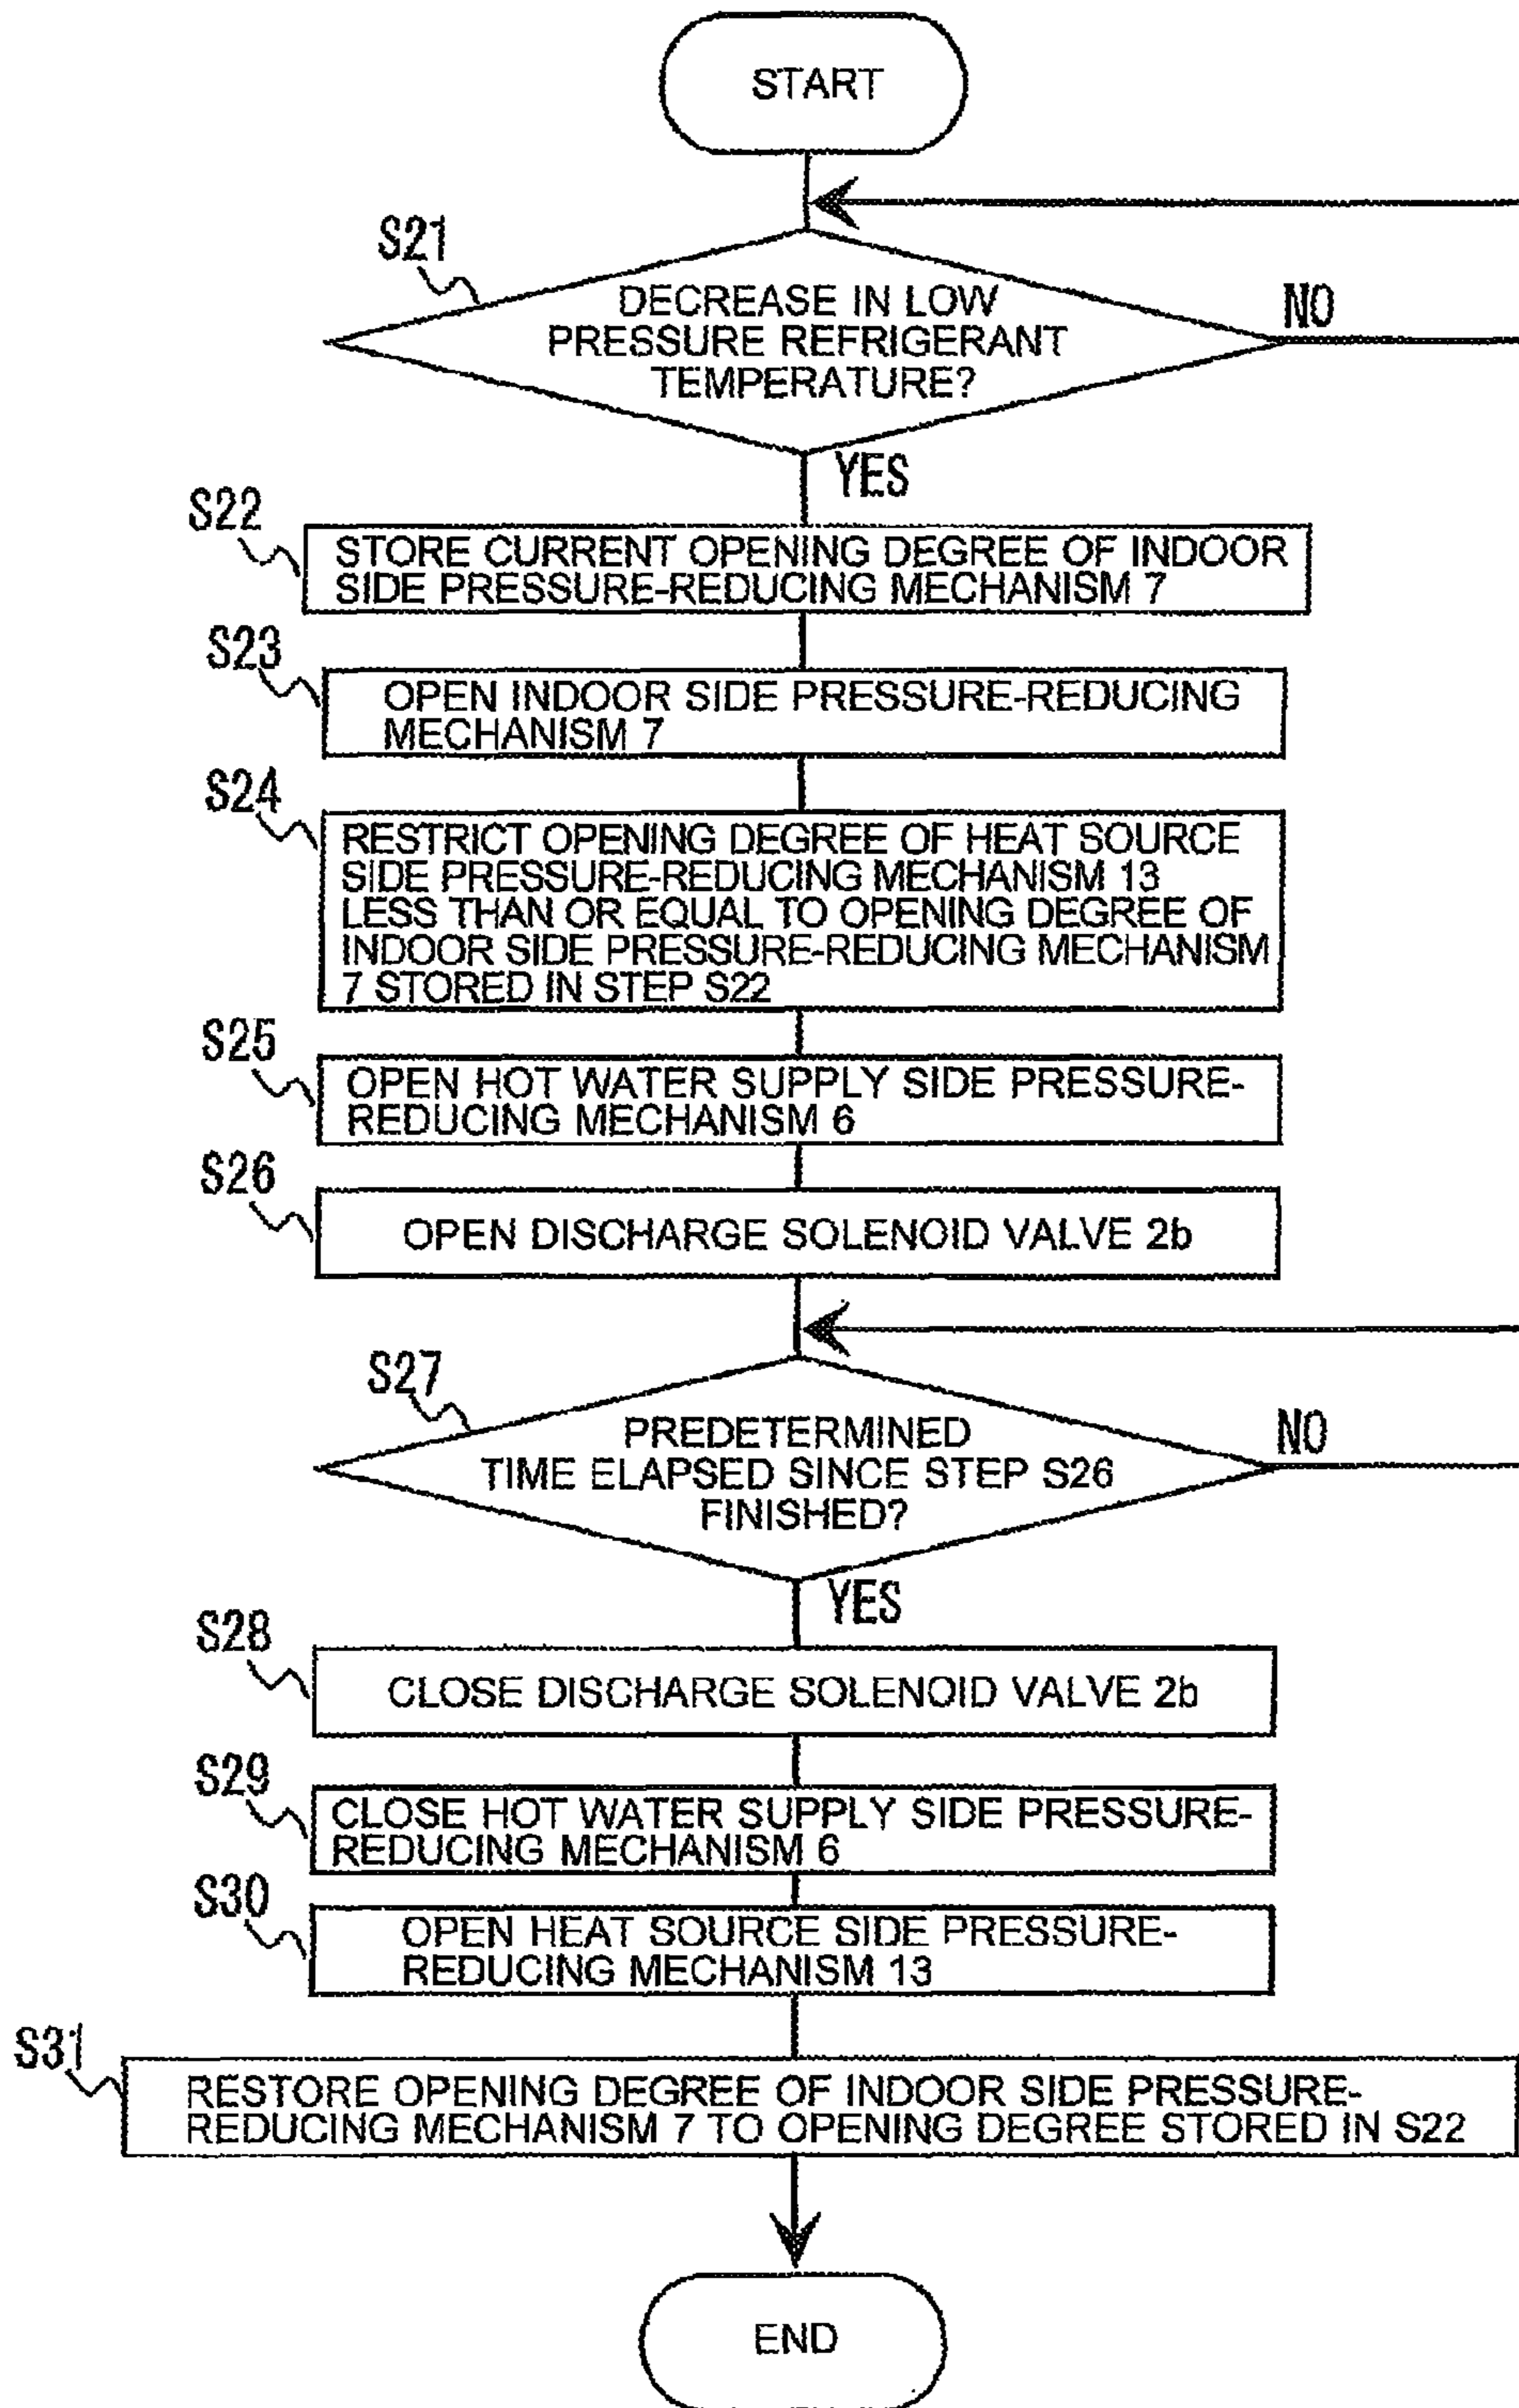 START
S21
DECREASE IN LOW
PRESSURE REFRIGERANT
TEMPERATURE?
NO
YES
S22
STORE CURRENT OPENING DEGREE OF INDOOR
SIDE PRESSURE-REDUCING MECHANISM 7
S23
OPEN INDOOR SIDE PRESSURE-REDUCING
MECHANISM 7
S24
RESTRICT OPENING DEGREE OF HEAT SOURCE
SIDE PRESSURE-REDUCING MECHANISM 13
LESS THAN OR EQUAL TO OPENING DEGREE OF
INDOOR SIDE PRESSURE-REDUCING MECHANISM
7 STORED IN STEP S22
S25
OPEN HOT WATER SUPPLY SIDE PRESSURE-
REDUCING MECHANISM 6
S26
OPEN DISCHARGE SOLENOID VALVE 2b
S27
PREDETERMINED
TIME ELAPSED SINCE STEP S26
FINISHED?
NO
YES
S28
CLOSE DISCHARGE SOLENOID VALVE 2b
S29
CLOSE HOT WATER SUPPLY SIDE PRESSURE-
REDUCING MECHANISM 6
S30
OPEN HEAT SOURCE SIDE PRESSURE-
REDUCING MECHANISM 13
S31
RESTORE OPENING DEGREE OF INDOOR SIDE PRESSURE-
REDUCING MECHANISM 7 TO OPENING DEGREE STORED IN S22
END